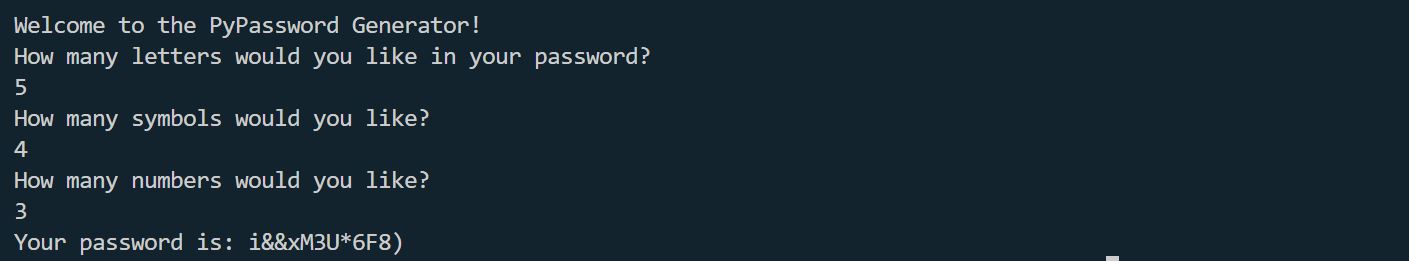 Welcome to the PyPassword Generator!
How many letters would you like in your password?
5
How many symbols would you like?
4
How many numbers would you like?
3
Your password is: i&&xM3U*6F8)